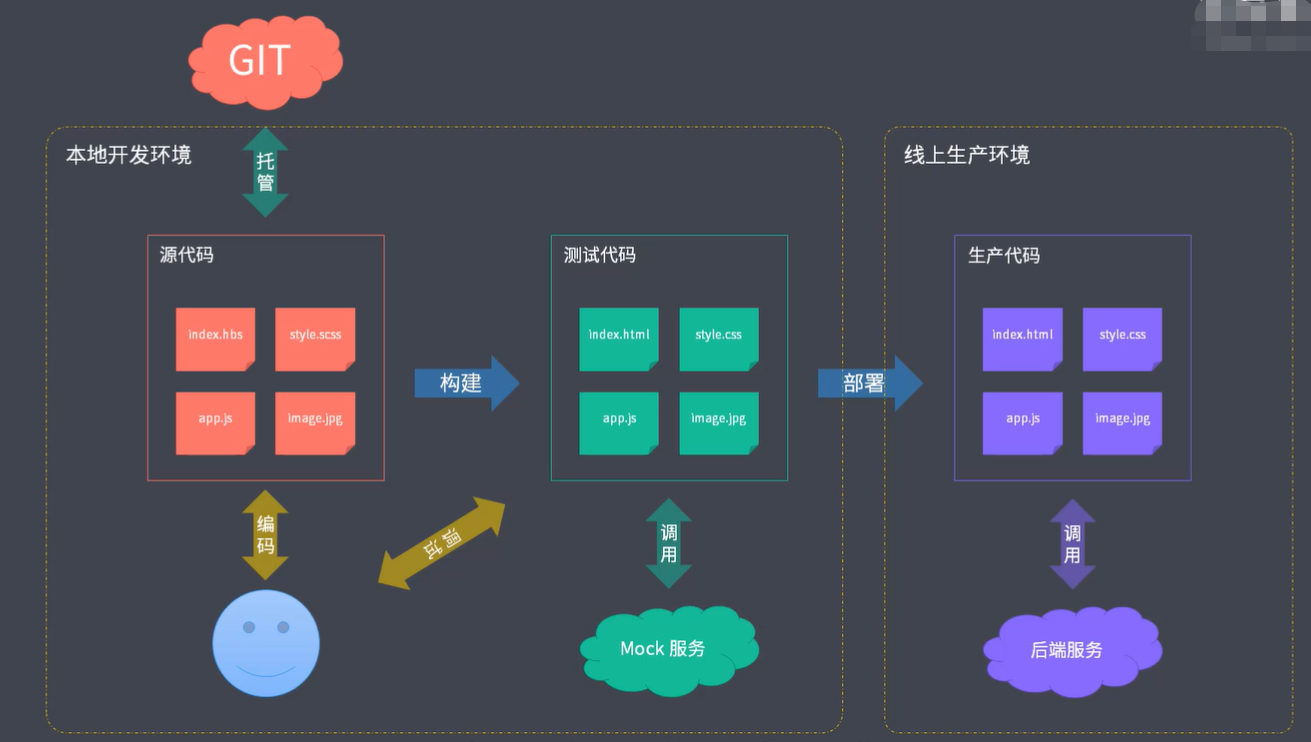 GIT
本地开发环境
托管
线上生产环境
源代码
index.hbs
style.scss
app.js
image.jpg
构建
测试代码
index.html
style.css
app.js
image.jpg
部署
生产代码
index.html
style.css
app.js
image.jpg
编码
调试
调用
调用
Mock 服务
后端服务